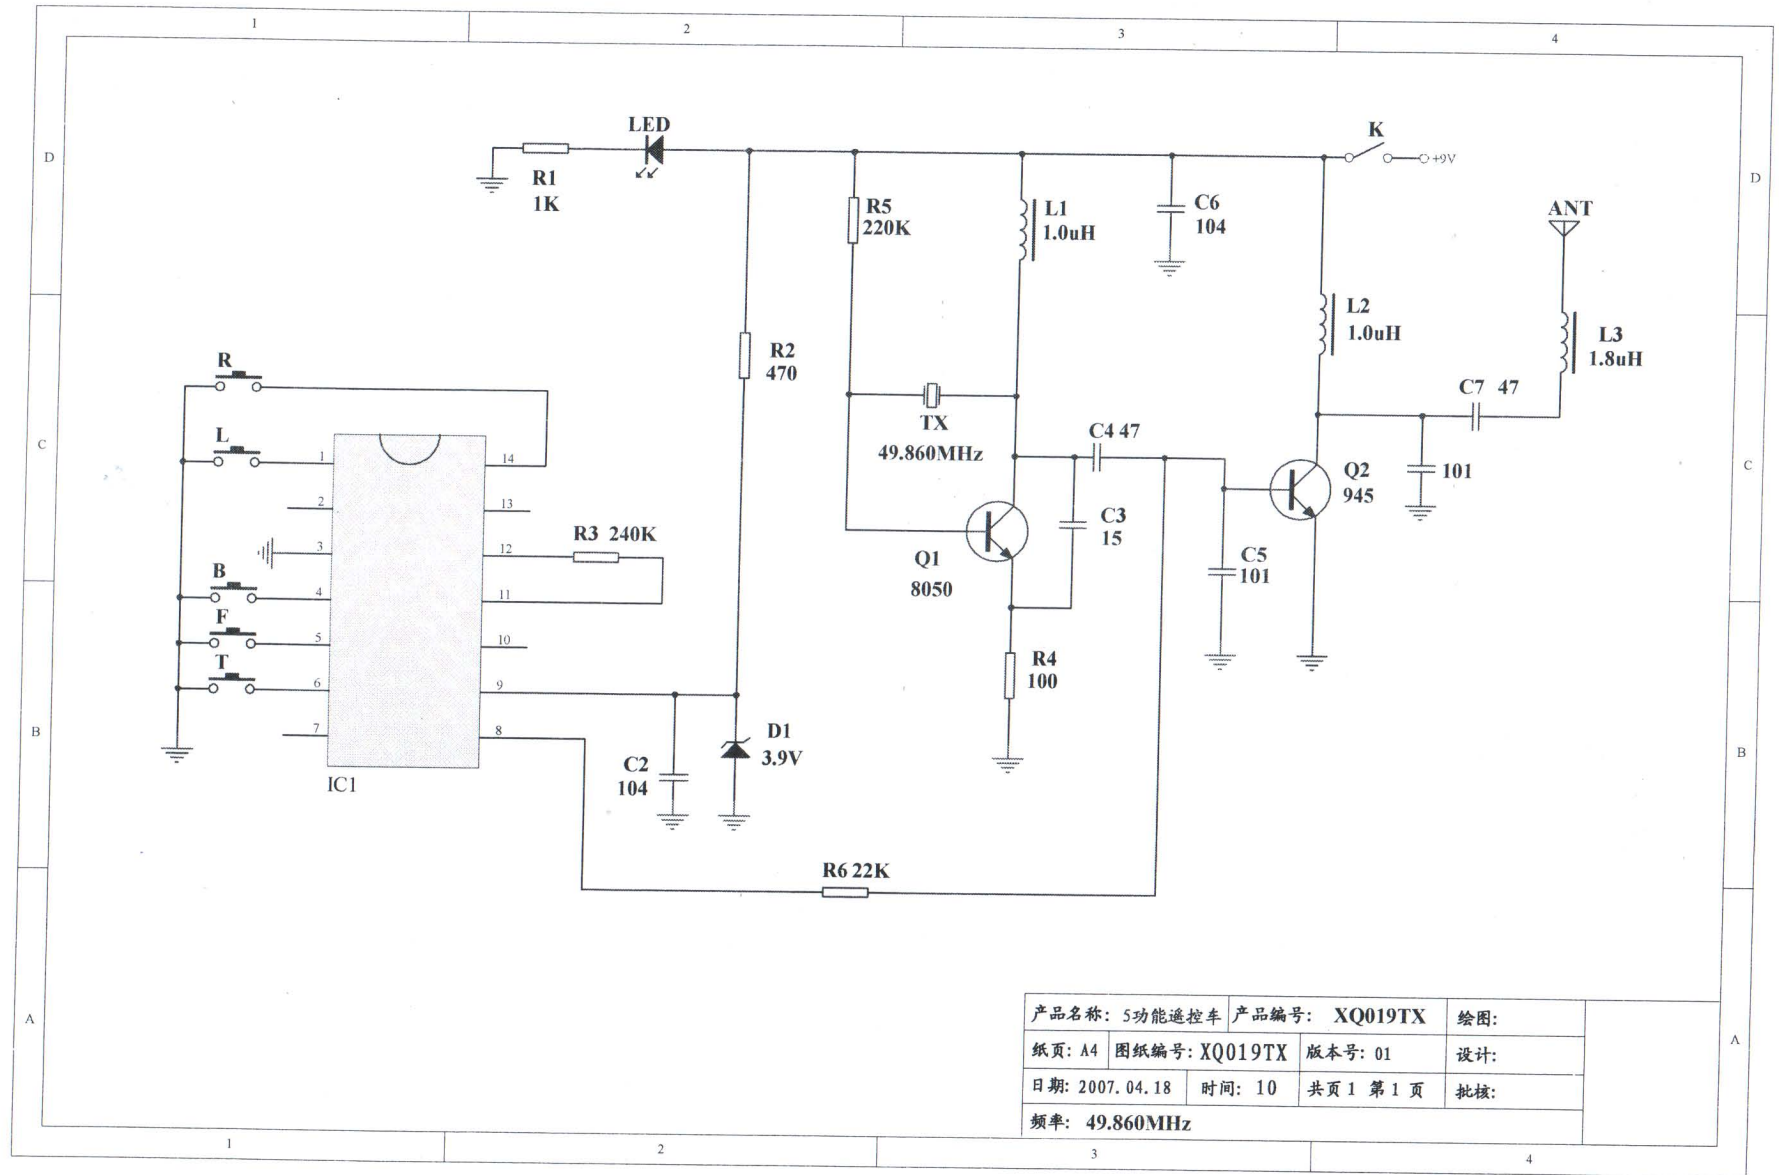 1 2 3 4
D
D
C
C
B
B
A
A
LED
R1
1K
K
+9V
R5
220K
L1
1.0uH
C6
104
ANT
L2
1.0uH
L3
1.8uH
R2
470
TX
49.860MHz
C4 47
C7 47
101
Q2
945
C3
15
Q1
8050
C5
101
R4
100
R
L
B
F
T
1
2
3
4
5
6
7
14
13
12
11
10
9
8
IC1
R3 240K
C2
104
D1
3.9V
R6 22K
产品名称: 5功能遥控车 产品编号: XQ019TX 绘图:
纸页: A4 图纸编号: XQ019TX 版本号: 01 设计:
日期: 2007.04.18 时间: 10 共页 1 第 1 页 批核:
频率: 49.860MHz
1 2 3 4